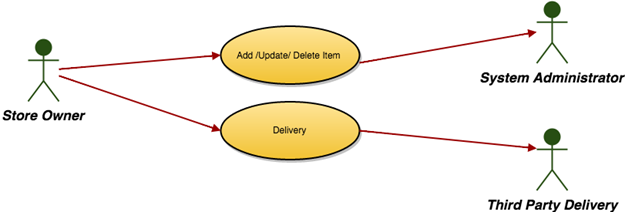 Add /Update/ Delete Item
System Administrator
Store Owner
Delivery
Third Party Delivery